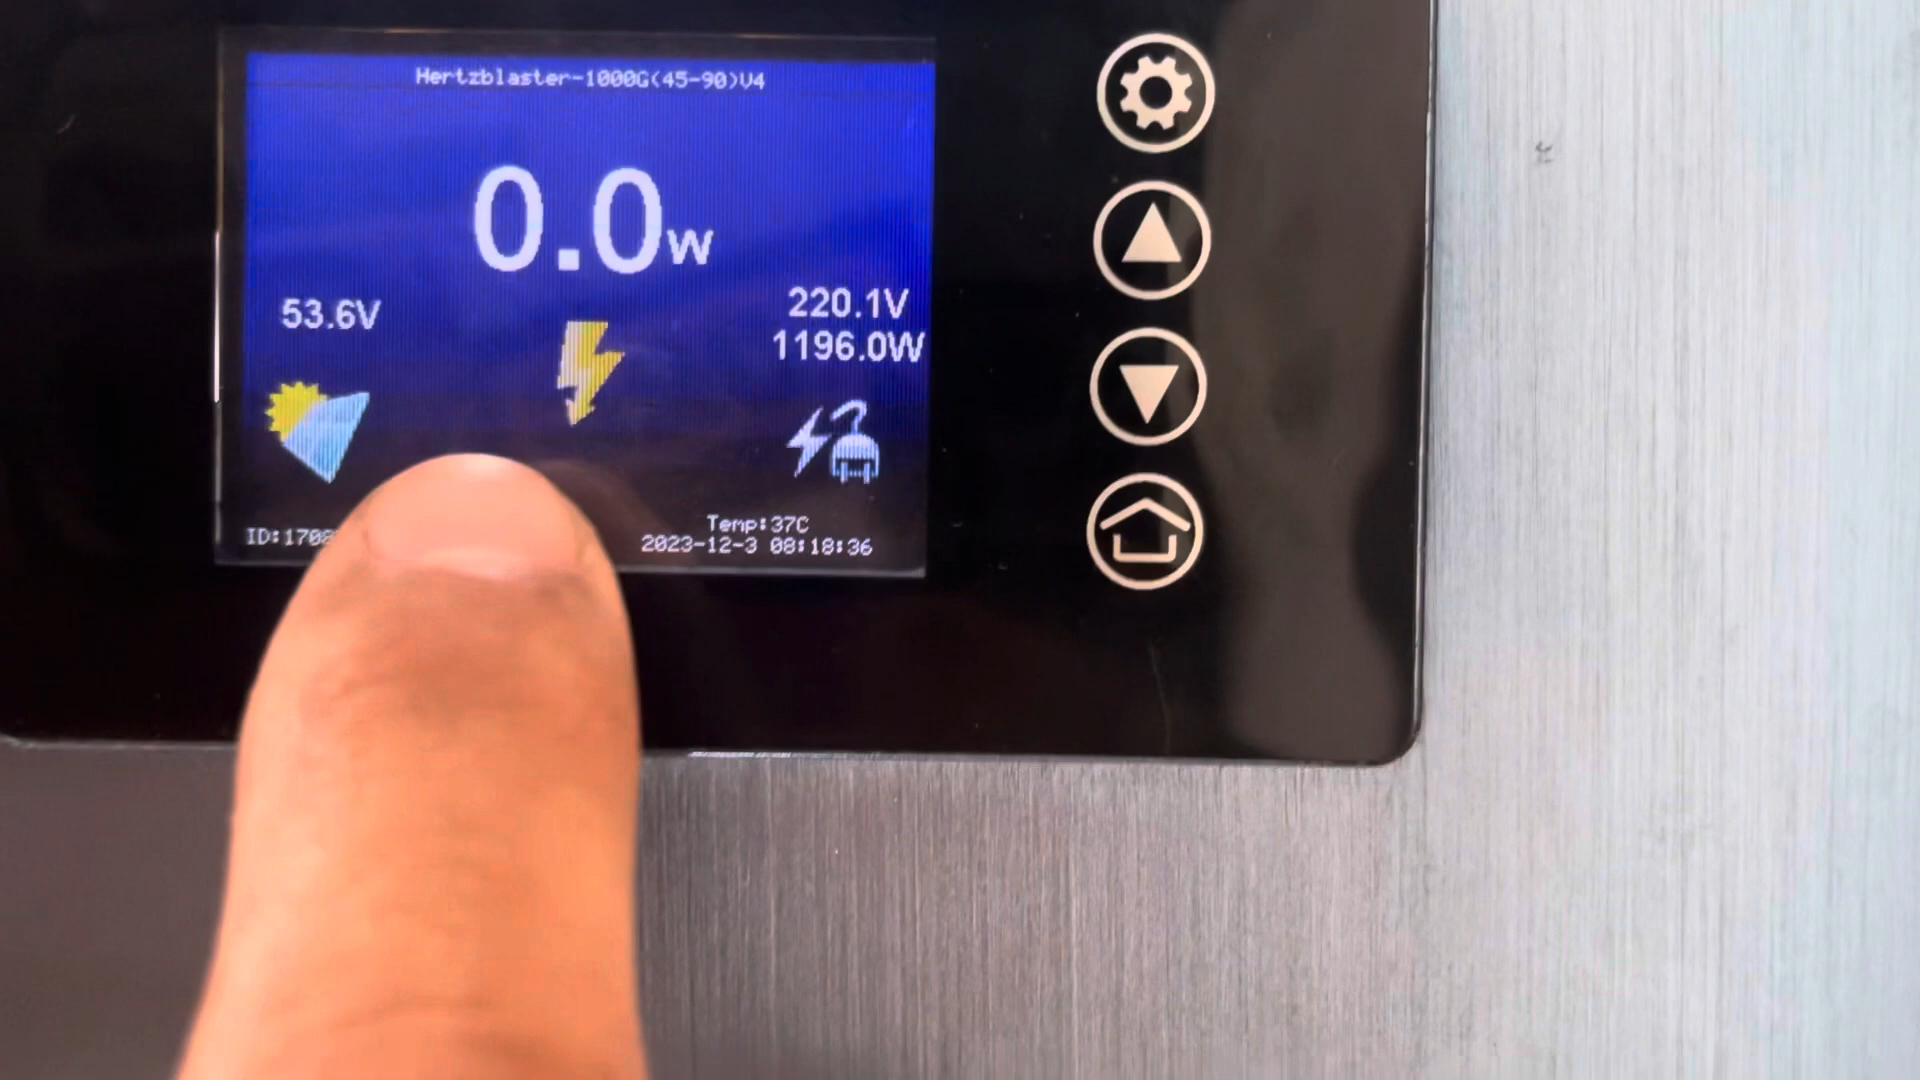 Hertzblaster-1000G(45-90)V4
0.0W
53.6V
220.1V
1196.0W
Temp:37C
2023-12-3 08:18:36